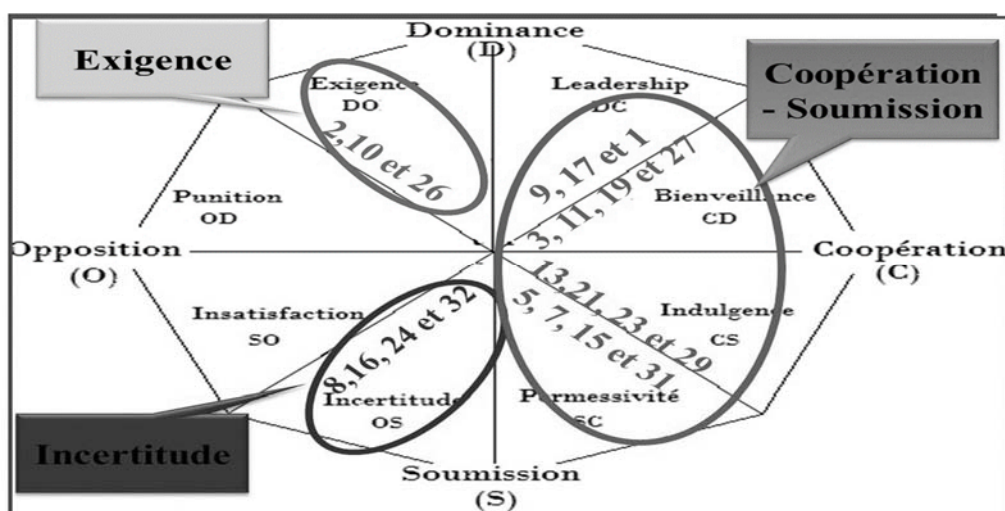 Dominance
(D)
Exigence
Exigence
DO
2,10 et 26
Leadership
DC
9, 17 et 1
3, 11, 19 et 27
Coopération
- Soumission
Punition
OD
Bienveillance
CD
Opposition
(O)
Coopération
(C)
Insatisfaction
SO
8,16, 24 et 32
13,21, 23 et 29
5, 7, 15 et 31
Indulgence
CS
Incertitude
OS
Permessivité
SC
Incertitude
Soumission
(S)